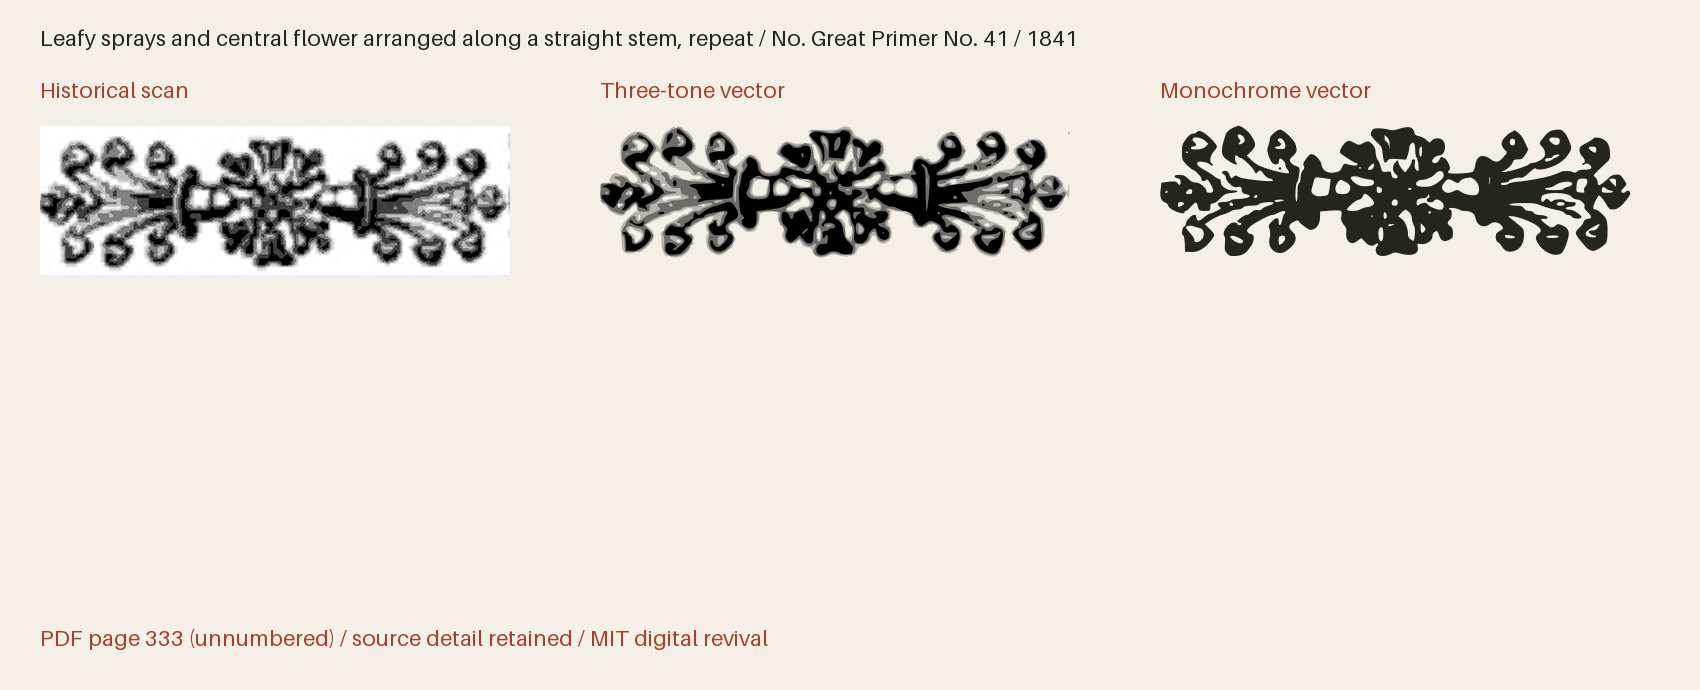 Leafy sprays and central flower arranged along a straight stem, repeat / No. Great Primer No. 41 / 1841
Historical scan
Three-tone vector
Monochrome vector
PDF page 333 (unnumbered) / source detail retained / MIT digital revival